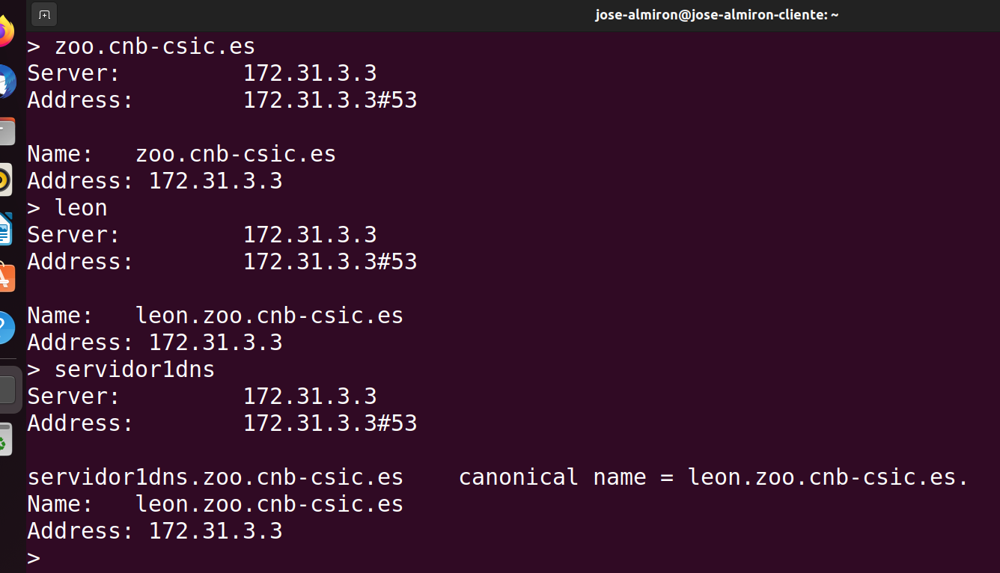 jose-almiron@jose-almiron-cliente: ~
> zoo.cnb-csic.es
Server: 172.31.3.3
Address: 172.31.3.3#53
Name: zoo.cnb-csic.es
Address: 172.31.3.3
> leon
Server: 172.31.3.3
Address: 172.31.3.3#53
Name: leon.zoo.cnb-csic.es
Address: 172.31.3.3
> servidor1dns
Server: 172.31.3.3
Address: 172.31.3.3#53
servidor1dns.zoo.cnb-csic.es canonical name = leon.zoo.cnb-csic.es.
Name: leon.zoo.cnb-csic.es
Address: 172.31.3.3
>